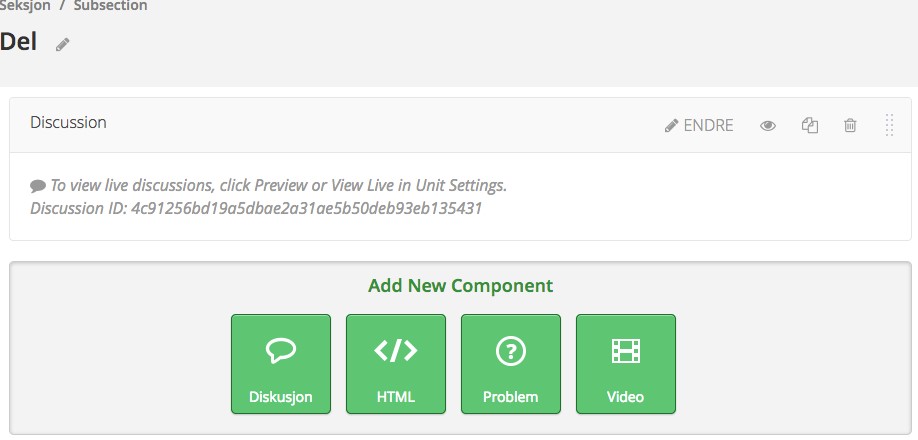 Seksjon / Subsection
Del
Discussion
ENDRE
To view live discussions, click Preview or View Live in Unit Settings.
Discussion ID: 4c91256bd19a5dbae2a31ae5b50deb93eb135431
Add New Component
Diskusjon
HTML
Problem
Video